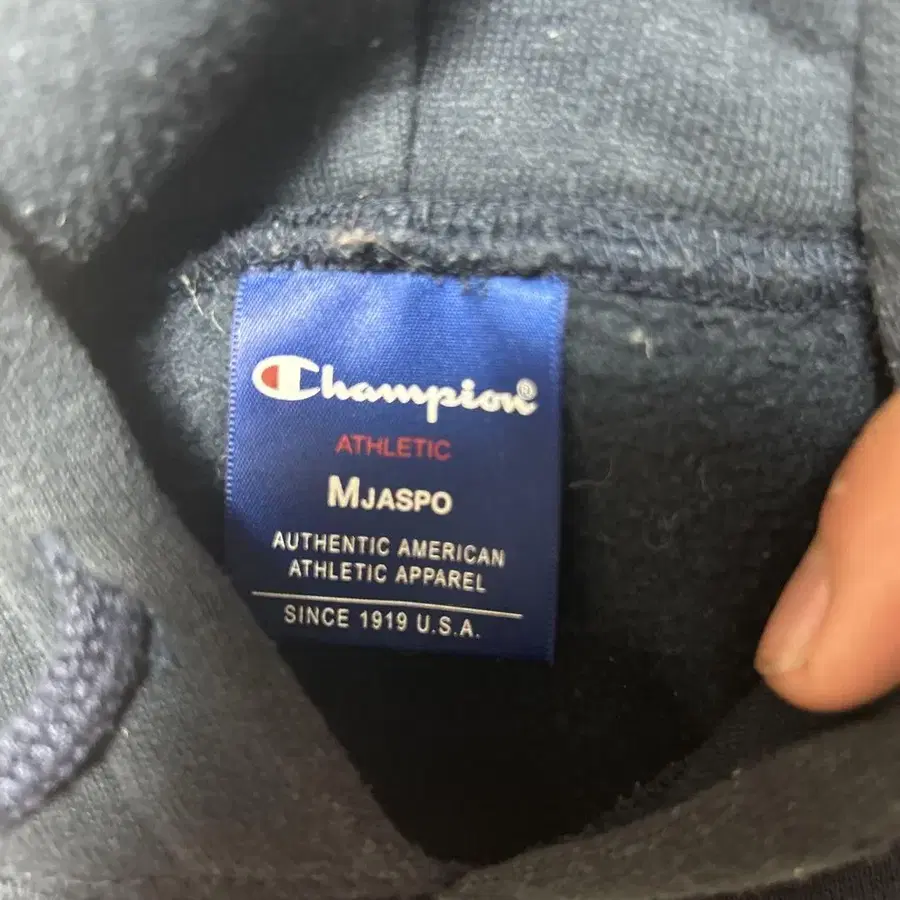 Champion®
ATHLETIC
MJASPO
AUTHENTIC AMERICAN
ATHLETIC APPAREL
SINCE 1919 U.S.A.